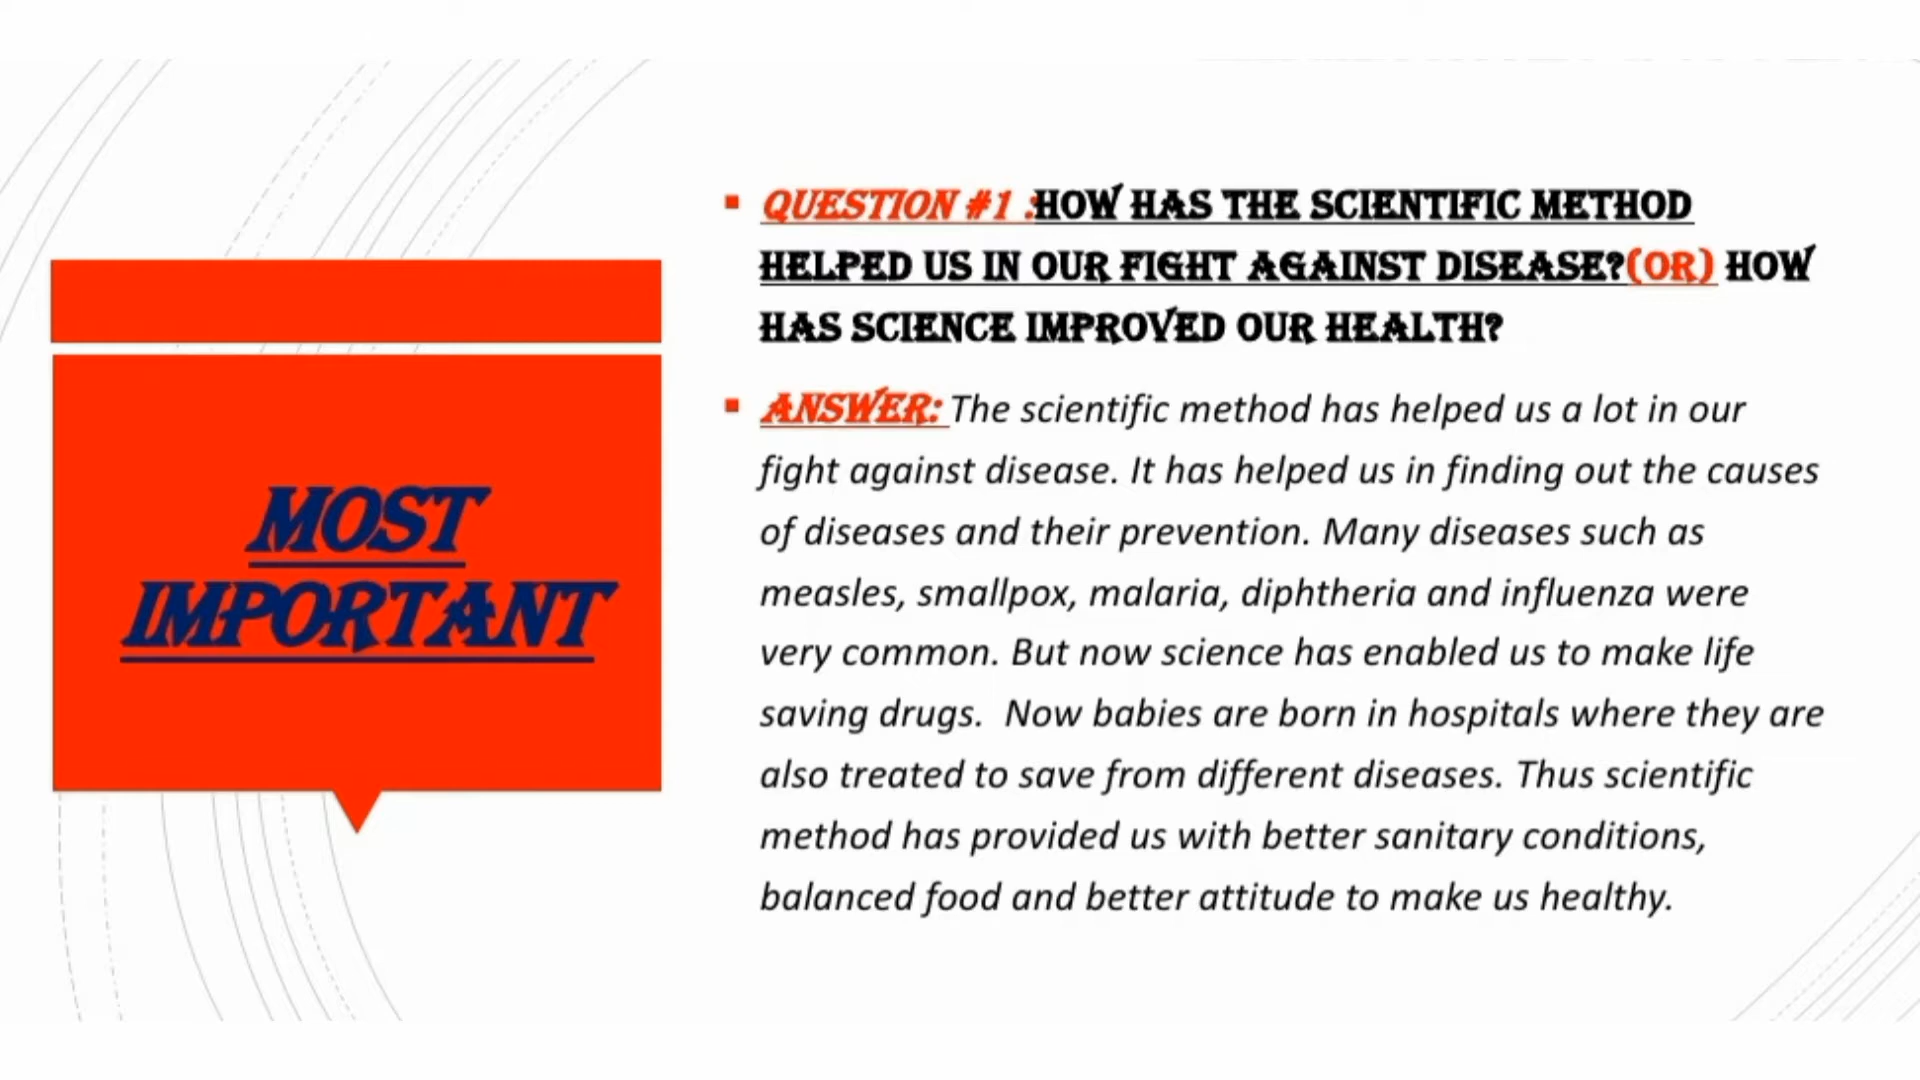 MOST
IMPORTANT
QUESTION #1 :HOW HAS THE SCIENTIFIC METHOD
HELPED US IN OUR FIGHT AGAINST DISEASE?(OR) HOW
HAS SCIENCE IMPROVED OUR HEALTH?
ANSWER: The scientific method has helped us a lot in our
fight against disease. It has helped us in finding out the causes
of diseases and their prevention. Many diseases such as
measles, smallpox, malaria, diphtheria and influenza were
very common. But now science has enabled us to make life
saving drugs.  Now babies are born in hospitals where they are
also treated to save from different diseases. Thus scientific
method has provided us with better sanitary conditions,
balanced food and better attitude to make us healthy.